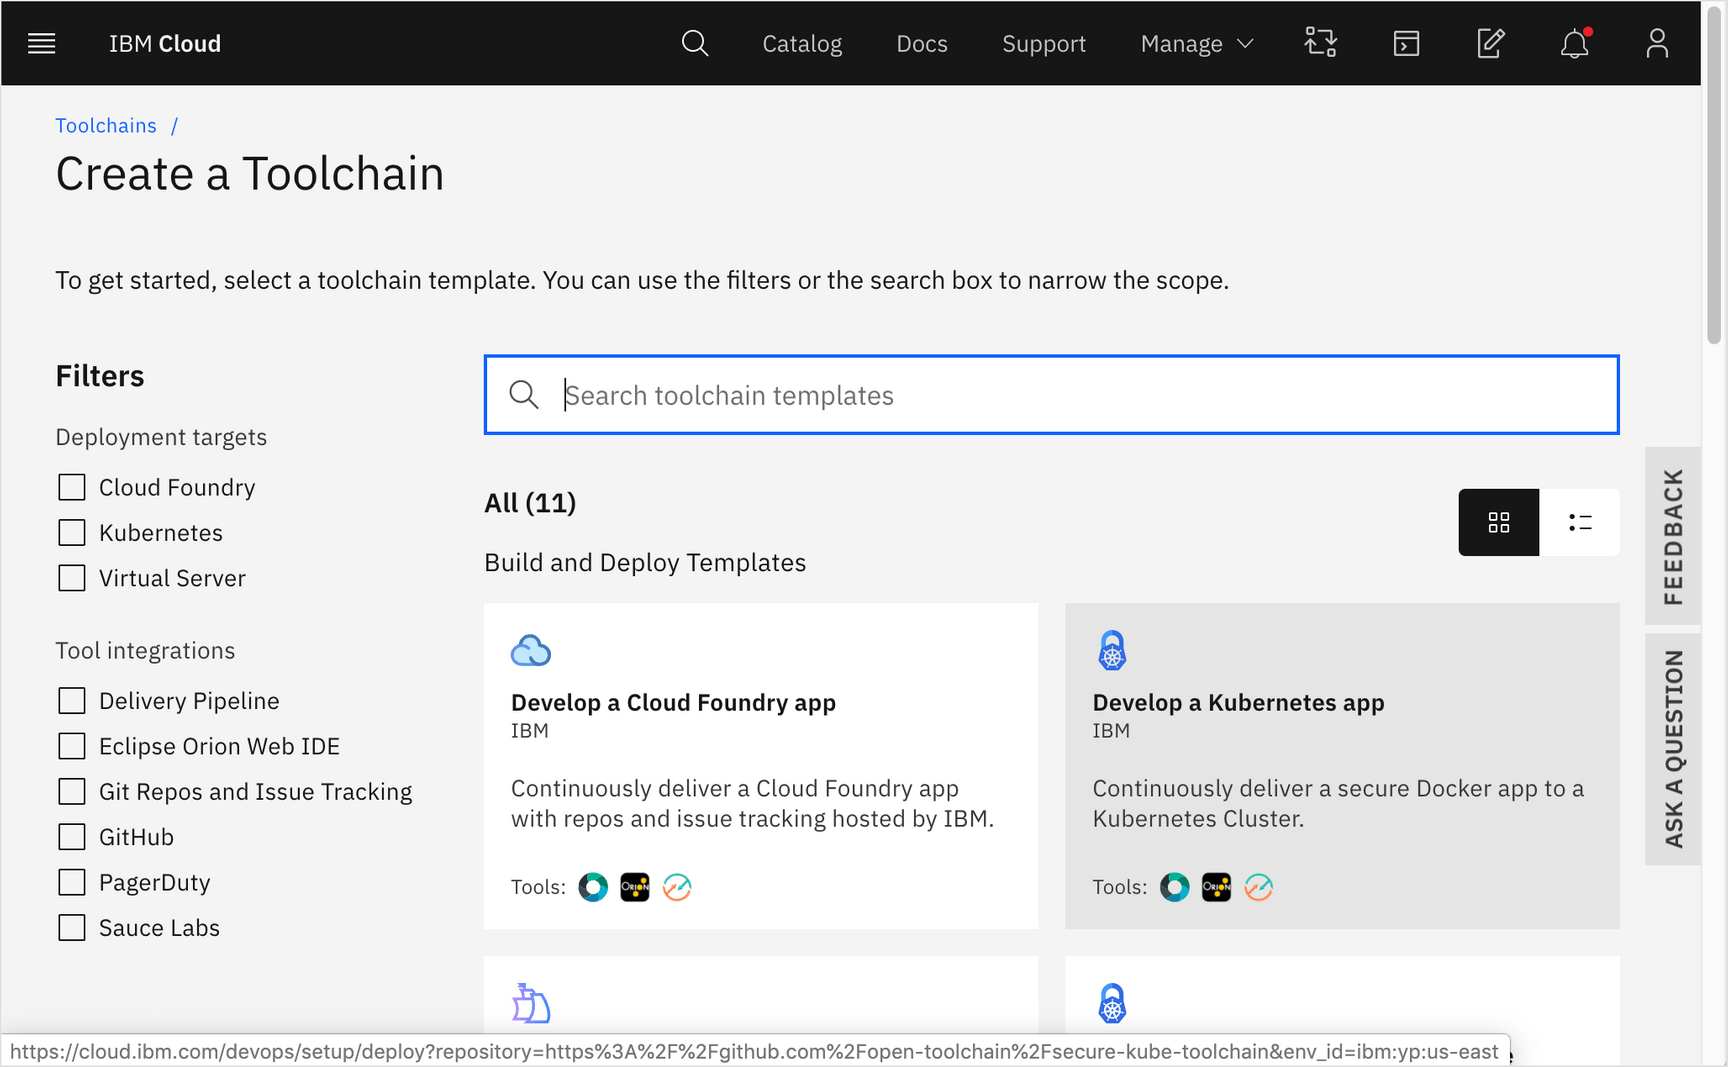 IBM Cloud
Catalog
Docs
Support
Manage
Toolchains /
Create a Toolchain
To get started, select a toolchain template. You can use the filters or the search box to narrow the scope.
Filters
Deployment targets
Cloud Foundry
Kubernetes
Virtual Server
Tool integrations
Delivery Pipeline
Eclipse Orion Web IDE
Git Repos and Issue Tracking
GitHub
PagerDuty
Sauce Labs
Search toolchain templates
All (11)
Build and Deploy Templates
Develop a Cloud Foundry app
IBM
Continuously deliver a Cloud Foundry app
with repos and issue tracking hosted by IBM.
Tools:
ORION
Develop a Kubernetes app
IBM
Continuously deliver a secure Docker app to a
Kubernetes Cluster.
Tools:
ORION
FEEDBACK
ASK A QUESTION
https://cloud.ibm.com/devops/setup/deploy?repository=https%3A%2F%2Fgithub.com%2Fopen-toolchain%2Fsecure-kube-toolchain&env_id=ibm:yp:us-east